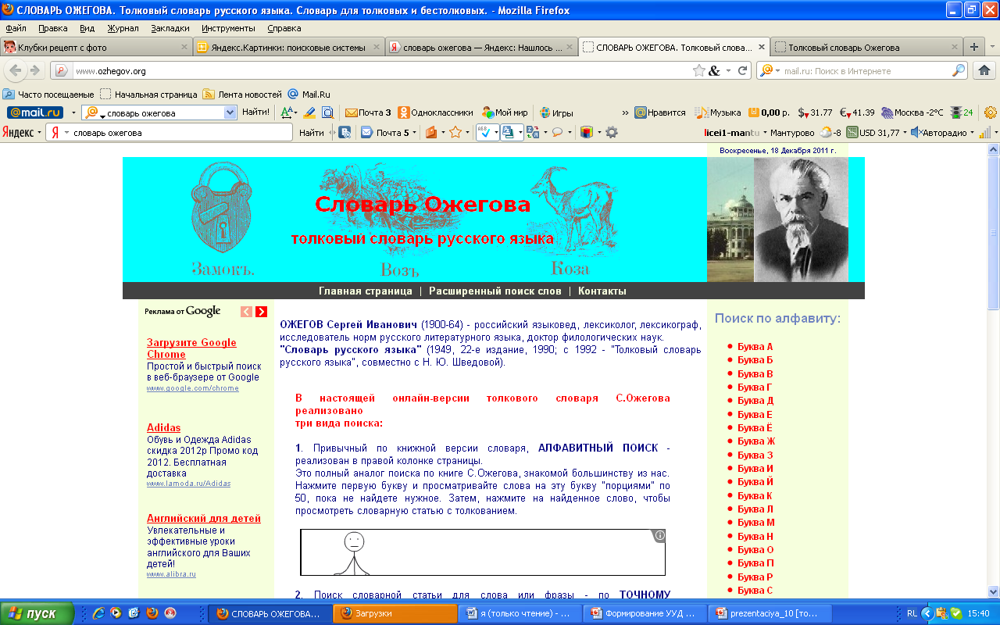 СЛОВАРЬ ОЖЕГОВА. Толковый словарь русского языка. Словарь для толковых и бестолковых. - Mozilla Firefox
Файл Правка Вид Журнал Закладки Инструменты Справка
Клубки рецепт с фото
Яндекс.Картинки: поисковые системы
словарь ожегова — Яндекс: Нашлось ...
СЛОВАРЬ ОЖЕГОВА. Толковый слова...
Толковый словарь Ожегова
www.ozhegov.org
mail.ru: Поиск в Интернете
Часто посещаемые Начальная страница Лента новостей Mail.Ru
@mail.ru словарь ожегова Найти! Почта 3 Одноклассники Мой мир Игры » Нравится Музыка 0,00 р. $ 31.77 € 41.39 Москва -2°C 24
Яндекс Я словарь ожегова Найти Почта 5 licei1-mantu Мантурово -8 USD 31,77 Авторадио
Воскресенье, 18 Декабря 2011 г.
Словарь Ожегова
толковый словарь русского языка
Замокъ.
Возъ
Коза
Главная страница | Расширенный поиск слов | Контакты
Реклама от Google
Загрузите Google
Chrome
Простой и быстрый поиск
в веб-браузере от Google
www.google.com/chrome
Adidas
Обувь и Одежда Adidas
скидка 2012р Промо код
2012. Бесплатная
доставка
www.lamoda.ru/Adidas
Английский для детей
Увлекательные и
эффективные уроки
английского для Ваших
детей!
www.alibra.ru
ОЖЕГОВ Сергей Иванович (1900-64) - российский языковед, лексиколог, лексикограф,
исследователь норм русского литературного языка, доктор филологических наук.
"Словарь русского языка" (1949, 22-е издание, 1990; с 1992 - "Толковый словарь
русского языка", совместно с Н. Ю. Шведовой).
В настоящей онлайн-версии толкового словаря С.Ожегова
реализовано
три вида поиска:
1. Привычный по книжной версии словаря, АЛФАВИТНЫЙ ПОИСК -
реализован в правой колонке страницы.
Это полный аналог поиска по книге С.Ожегова, знакомой большинству из нас.
Нажмите первую букву и просматривайте слова на эту букву "порциями" по
50, пока не найдете нужное. Затем, нажмите на найденное слово, чтобы
просмотреть словарную статью с толкованием.
2. Поиск словарной статьи для слова или фразы - по ТОЧНОМУ
Поиск по алфавиту:
Буква А
Буква Б
Буква В
Буква Г
Буква Д
Буква Е
Буква Ё
Буква Ж
Буква З
Буква И
Буква Й
Буква К
Буква Л
Буква М
Буква Н
Буква О
Буква П
Буква Р
Буква С
пуск
СЛОВАРЬ ОЖЕГОВА...
Загрузки
я (только чтение) - ...
Формирование УУД ...
prezentaciya_10 [то...
RL
15:40